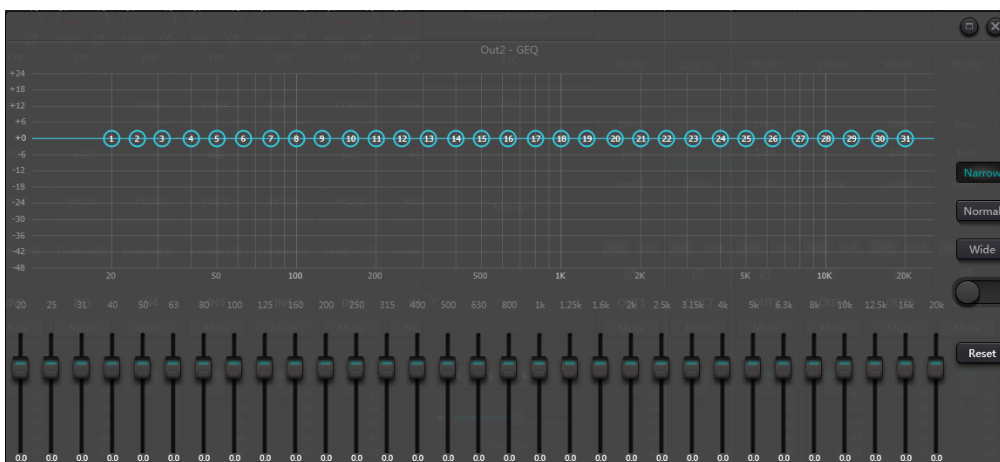 Out2 - GEQ
+24
+18
+12
+6
+0
-6
-12
-18
-24
-30
-36
-42
-48
1 2 3 4 5 6 7 8 9 10 11 12 13 14 15 16 17 18 19 20 21 22 23 24 25 26 27 28 29 30 31
20 50 100 200 500 1K 2K 5K 10K 20K
Narrow
Normal
Wide
20 25 31 40 50 63 80 100 125 160 200 250 315 400 500 630 800 1k 1.25k 1.6k 2k 2.5k 3.15k 4k 5k 6.3k 8k 10k 12.5k 16k 20k
Reset
0.0 0.0 0.0 0.0 0.0 0.0 0.0 0.0 0.0 0.0 0.0 0.0 0.0 0.0 0.0 0.0 0.0 0.0 0.0 0.0 0.0 0.0 0.0 0.0 0.0 0.0 0.0 0.0 0.0 0.0 0.0